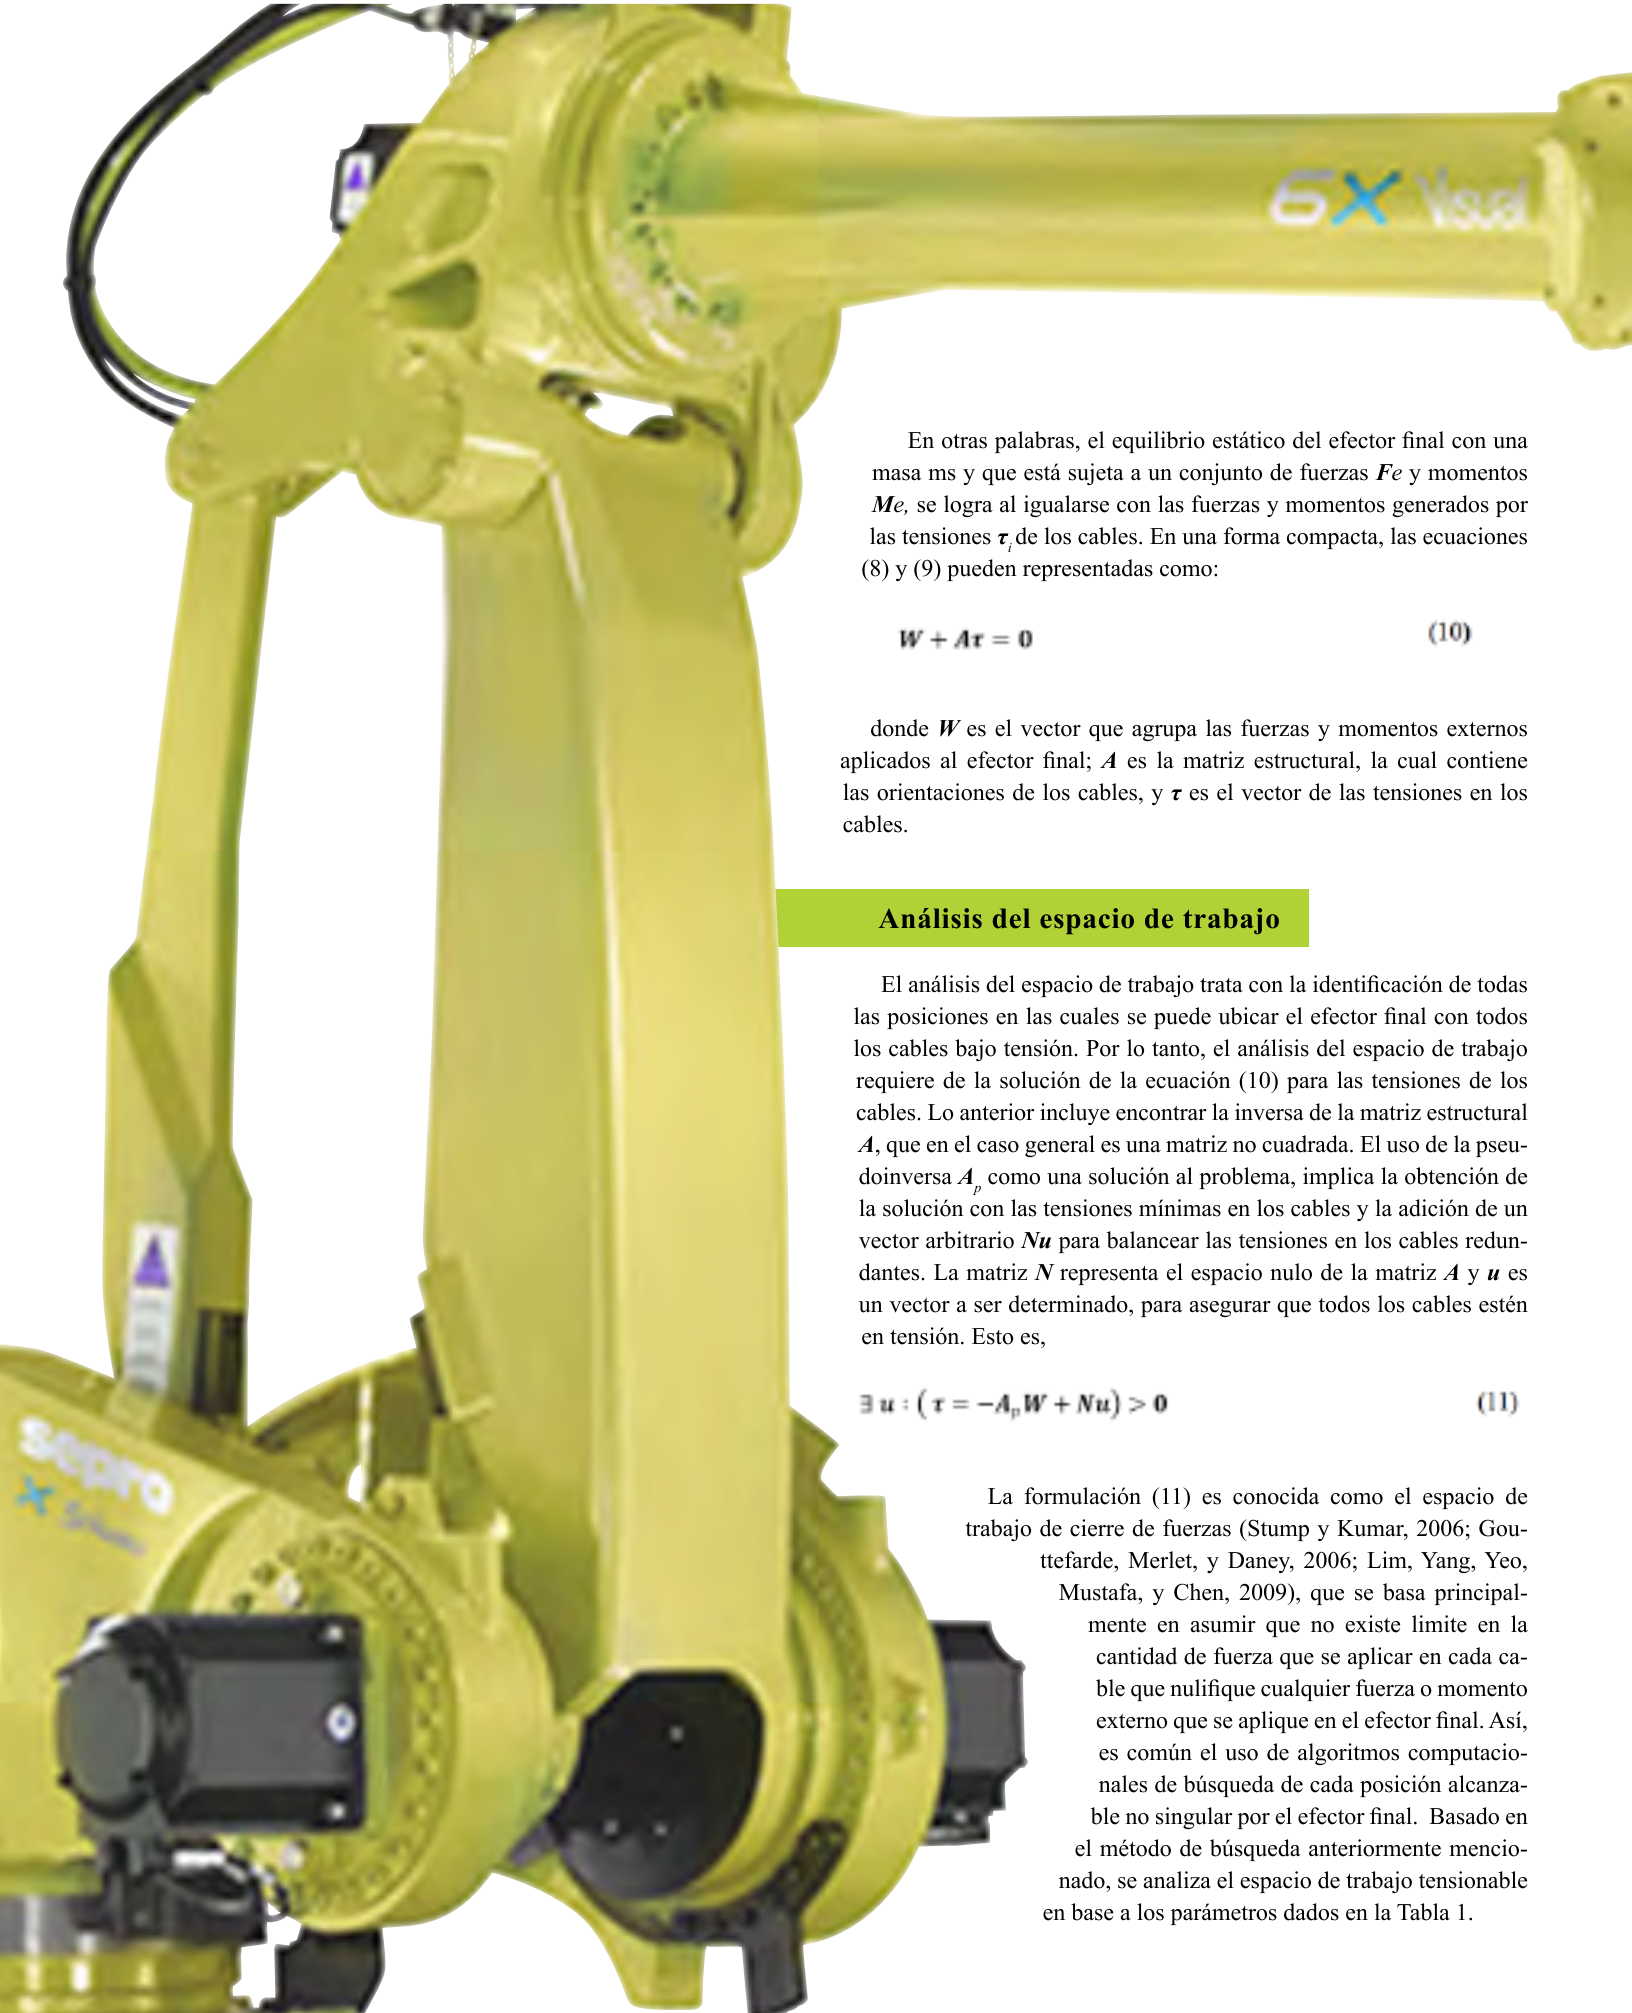 6X Visual
En otras palabras, el equilibrio estático del efector final con una
masa ms y que está sujeta a un conjunto de fuerzas Fe y momentos
Me, se logra al igualarse con las fuerzas y momentos generados por
las tensiones τi de los cables. En una forma compacta, las ecuaciones
(8) y (9) pueden representadas como:
W + Aτ = 0 (10)
donde W es el vector que agrupa las fuerzas y momentos externos
aplicados al efector final; A es la matriz estructural, la cual contiene
las orientaciones de los cables, y τ es el vector de las tensiones en los
cables.
Análisis del espacio de trabajo
El análisis del espacio de trabajo trata con la identificación de todas
las posiciones en las cuales se puede ubicar el efector final con todos
los cables bajo tensión. Por lo tanto, el análisis del espacio de trabajo
requiere de la solución de la ecuación (10) para las tensiones de los
cables. Lo anterior incluye encontrar la inversa de la matriz estructural
A, que en el caso general es una matriz no cuadrada. El uso de la pseu-
doinversa Ap como una solución al problema, implica la obtención de
la solución con las tensiones mínimas en los cables y la adición de un
vector arbitrario Nu para balancear las tensiones en los cables redun-
dantes. La matriz N representa el espacio nulo de la matriz A y u es
un vector a ser determinado, para asegurar que todos los cables estén
en tensión. Esto es,
∃ u : ( τ = −ApW + Nu) > 0 (11)
La formulación (11) es conocida como el espacio de
trabajo de cierre de fuerzas (Stump y Kumar, 2006; Gou-
ttefarde, Merlet, y Daney, 2006; Lim, Yang, Yeo,
Mustafa, y Chen, 2009), que se basa principal-
mente en asumir que no existe limite en la
cantidad de fuerza que se aplicar en cada ca-
ble que nulifique cualquier fuerza o momento
externo que se aplique en el efector final. Así,
es común el uso de algoritmos computacio-
nales de búsqueda de cada posición alcanza-
ble no singular por el efector final. Basado en
el método de búsqueda anteriormente mencio-
nado, se analiza el espacio de trabajo tensionable
en base a los parámetros dados en la Tabla 1.
sepro